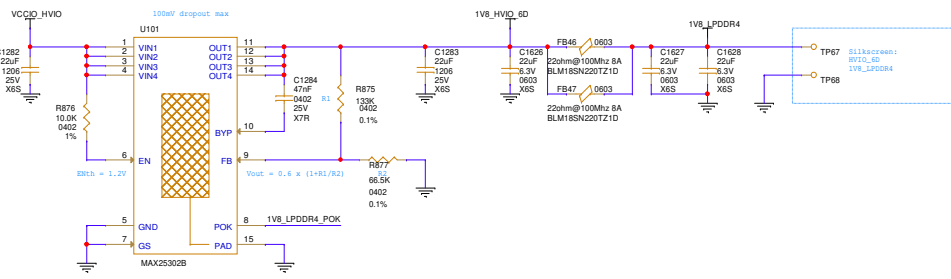 VCCIO_HVIO
100mV dropout max
1V8_HVIO_6D
1V8_LPDDR4
U101
1 VIN1 OUT1 11
2 VIN2 OUT2 12
3 VIN3 OUT3 13
4 VIN4 OUT4 14
C1282
22uF
1206
25V
X6S
R876
10.0K
0402
1%
C1284
47nF
0402
25V
X7R
R1
R875
133K
0402
0.1%
C1283
22uF
1206
25V
X6S
C1626
22uF
6.3V
0603
X6S
FB46 0603
22ohm@100Mhz 8A
BLM18SN220TZ1D
FB47 0603
22ohm@100Mhz 8A
BLM18SN220TZ1D
C1627
22uF
6.3V
0603
X6S
C1628
22uF
6.3V
0603
X6S
TP67
TP68
Silkscreen:
HVIO_6D
1V8_LPDDR4
BYP 10
6 EN FB 9
ENth = 1.2V
Vout = 0.6 x (1+R1/R2)
R877
R2
66.5K
0402
0.1%
5 GND POK 8
1V8_LPDDR4_POK
7 GS PAD 15
MAX25302B